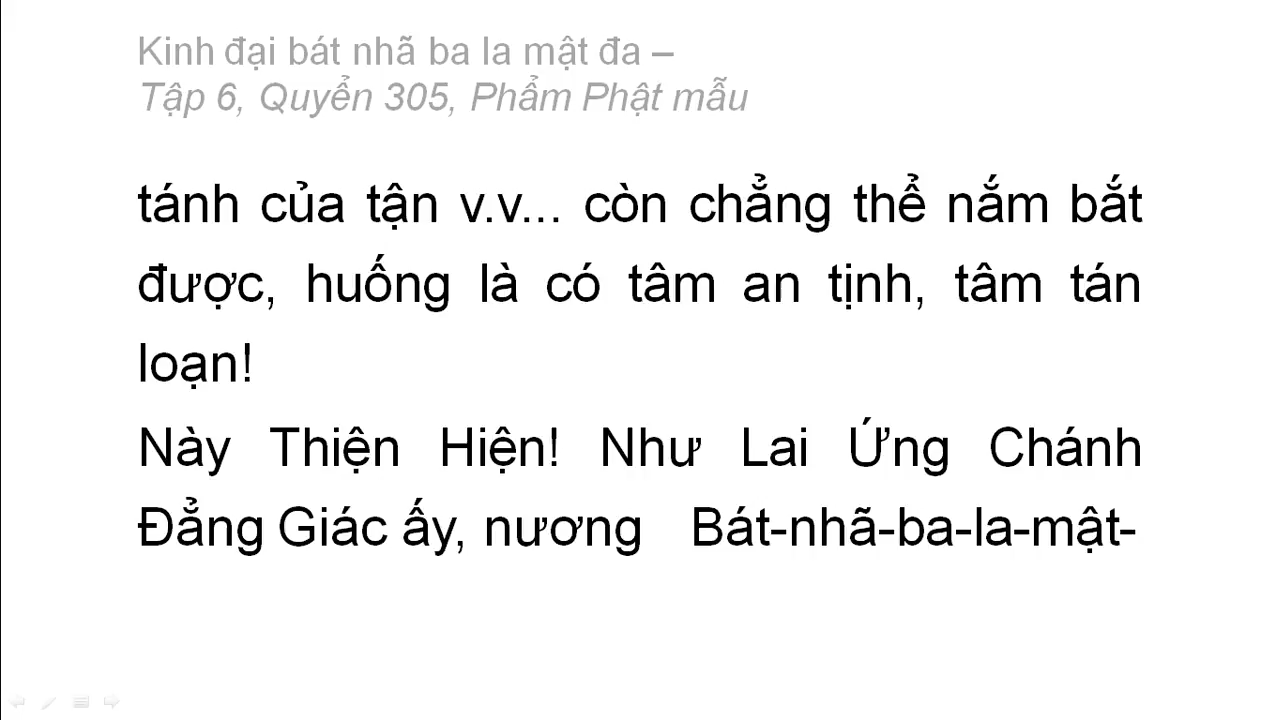 Kinh đại bát nhã ba la mật đa –
Tập 6, Quyển 305, Phẩm Phật mẫu
tánh của tận v.v... còn chẳng thể nắm bắt
được, huống là có tâm an tịnh, tâm tán
loạn!
Này Thiện Hiện! Như Lai Ứng Chánh
Đẳng Giác ấy, nương Bát-nhã-ba-la-mật-